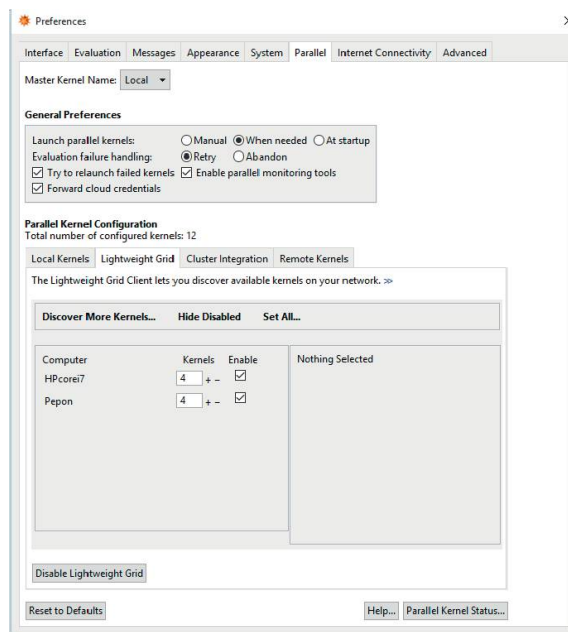 Preferences
Interface Evaluation Messages Appearance System Parallel Internet Connectivity Advanced
Master Kernel Name: Local
General Preferences
Launch parallel kernels: Manual When needed At startup
Evaluation failure handling: Retry Abandon
Try to relaunch failed kernels Enable parallel monitoring tools
Forward cloud credentials
Parallel Kernel Configuration
Total number of configured kernels: 12
Local Kernels Lightweight Grid Cluster Integration Remote Kernels
The Lightweight Grid Client lets you discover available kernels on your network. »
Discover More Kernels... Hide Disabled Set All...
Computer Kernels Enable Nothing Selected
HPcorei7 4 + −
Pepon 4 + −
Disable Lightweight Grid
Reset to Defaults Help... Parallel Kernel Status...